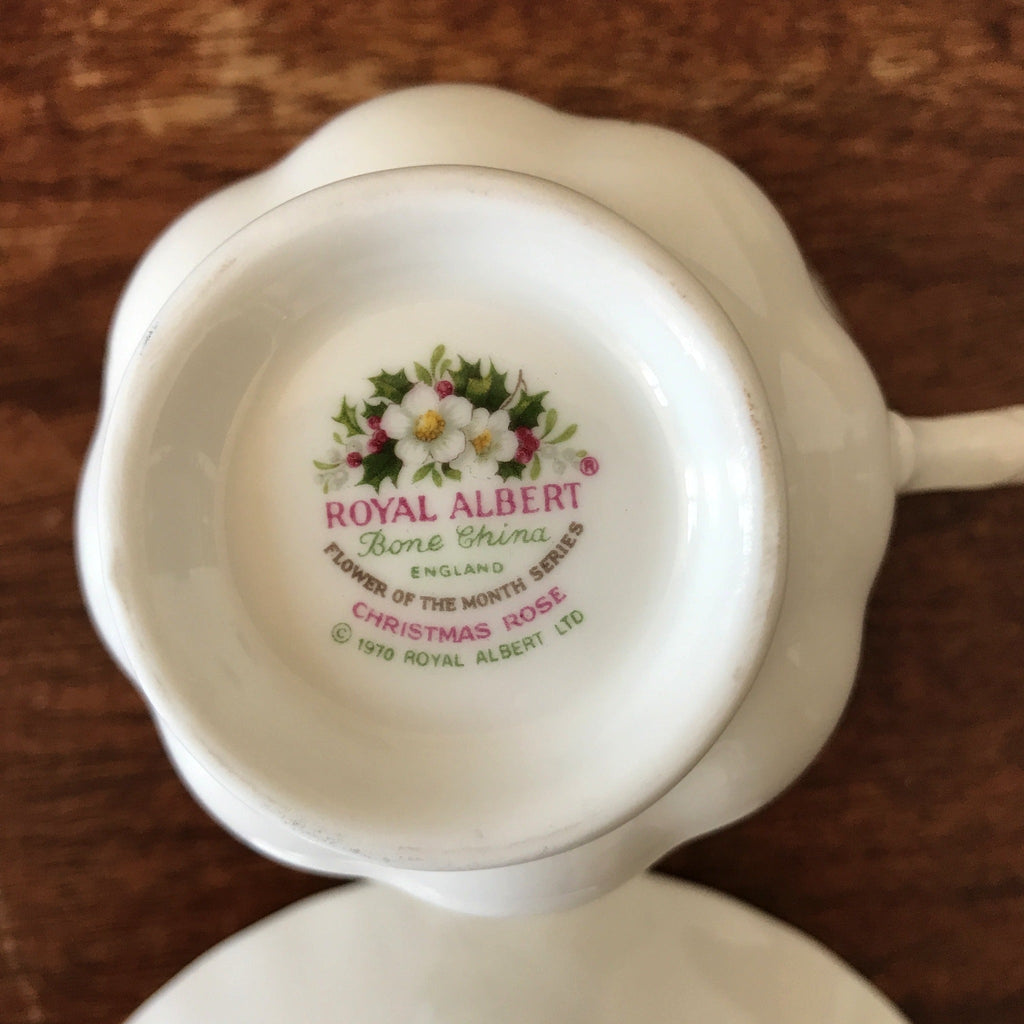 ®
ROYAL ALBERT
Bone China
ENGLAND
FLOWER OF THE MONTH SERIES
CHRISTMAS ROSE
© 1970 ROYAL ALBERT LTD